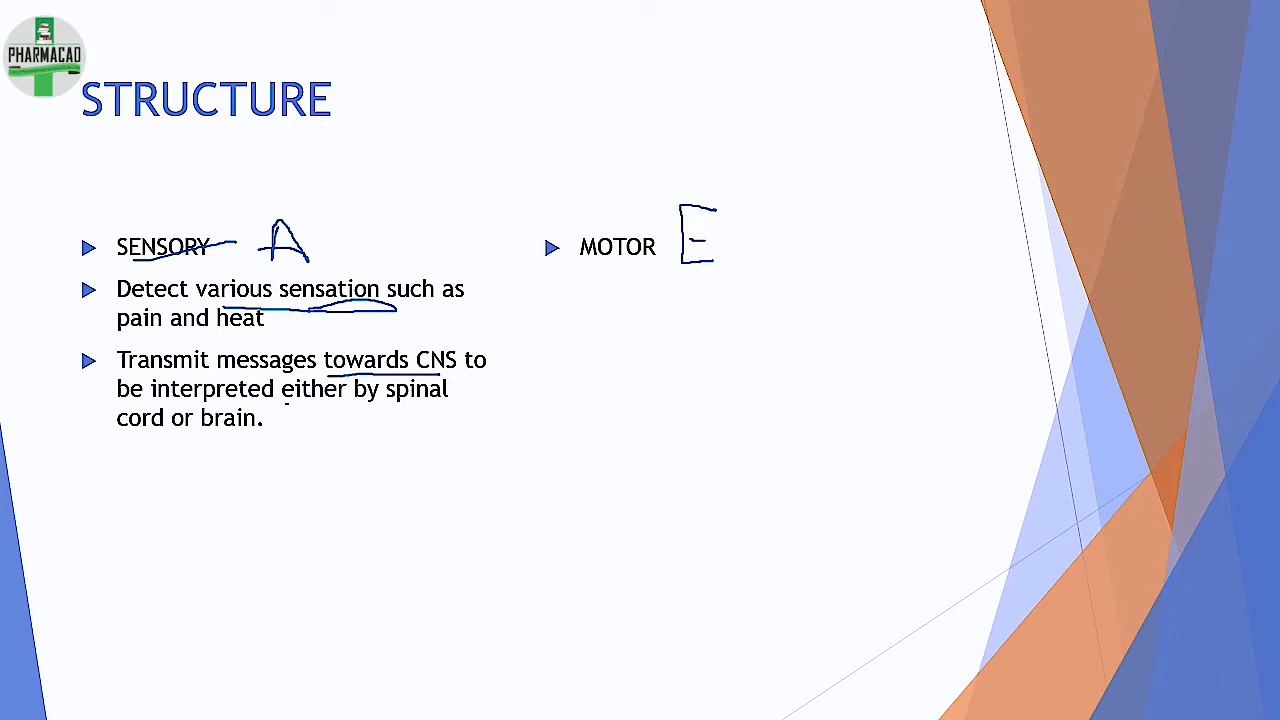 PHARMACAD
STRUCTURE
SENSORY A
Detect various sensation such as
pain and heat
Transmit messages towards CNS to
be interpreted either by spinal
cord or brain.
MOTOR E